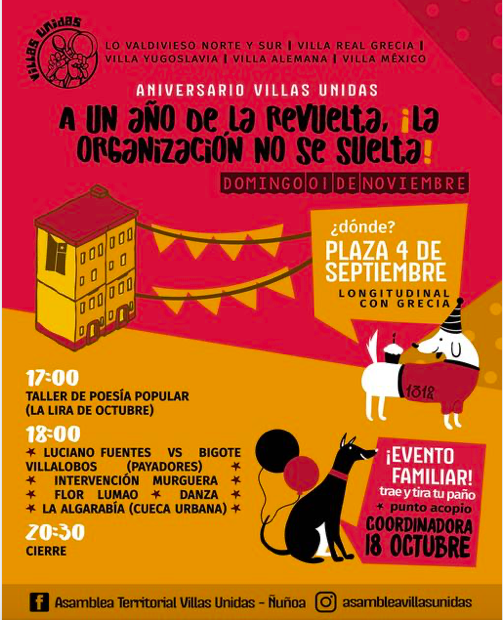 VILLAS UNIDAS
LO VALDIVIESO NORTE Y SUR | VILLA REAL GRECIA |
VILLA YUGOSLAVIA | VILLA ALEMANA | VILLA MÉXICO
ANIVERSARIO VILLAS UNIDAS
A UN AÑO DE LA REVUELTA, ¡LA
ORGANIZACIÓN NO SE SUELTA!
DOMINGO 01 DE NOVIEMBRE
¿dónde?
PLAZA 4 DE
SEPTIEMBRE
LONGITUDINAL
CON GRECIA
1312
17:00
TALLER DE POESÍA POPULAR
(LA LIRA DE OCTUBRE)
18:00
★ LUCIANO FUENTES VS BIGOTE
VILLALOBOS (PAYADORES) ★
★ INTERVENCIÓN MURGUERA ★
★ FLOR LUMAO ★ DANZA ★
★ LA ALGARABÍA (CUECA URBANA) ★
20:30
CIERRE
¡EVENTO
FAMILIAR!
trae y tira tu paño
★ punto acopio
COORDINADORA
18 OCTUBRE
Asamblea Territorial Villas Unidas - Ñuñoa
asambleavillasunidas